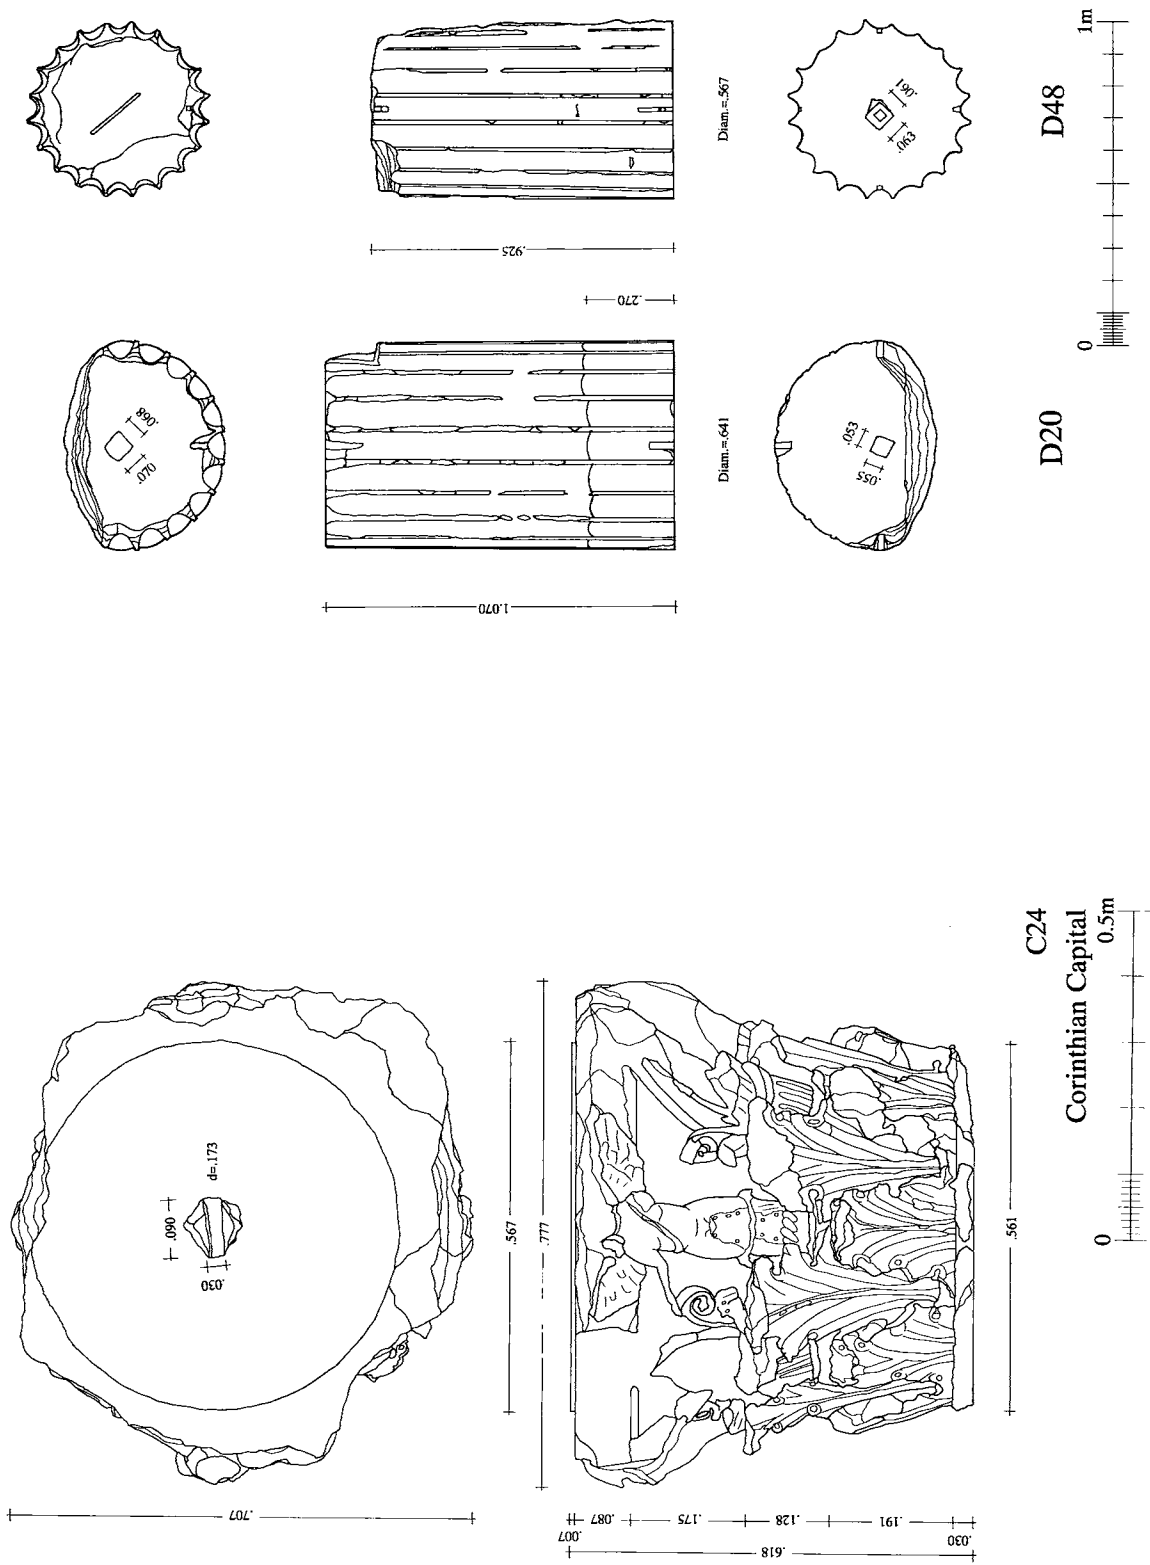 Diam.=.567
.061
.063
.925
D48
1m
0
.270
.068
.070
Diam.=.641
.053
.055
1.070
D20
d=.173
.090
.030
.567
.777
.707
.561
.007
.087
.175
.128
.191
.030
.618
C24
Corinthian Capital
0
0.5m